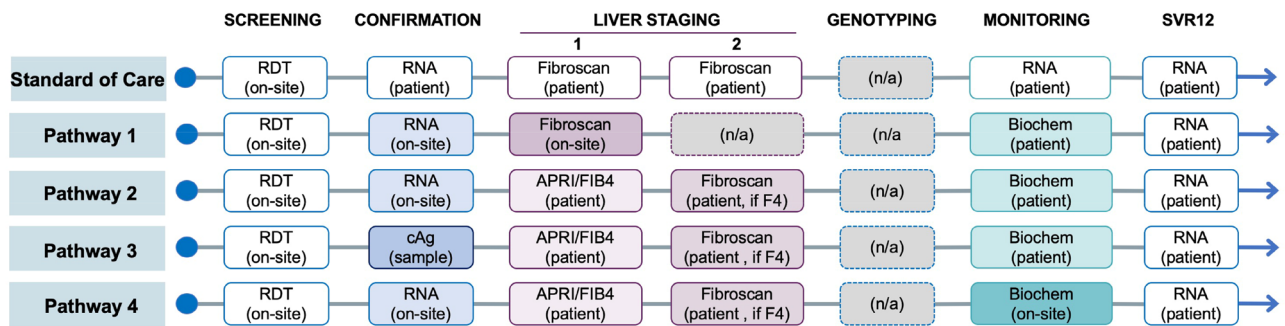 SCREENING CONFIRMATION LIVER STAGING GENOTYPING MONITORING SVR12
1 2
Standard of Care RDT (on-site) RNA (patient) Fibroscan (patient) Fibroscan (patient) (n/a) RNA (patient) RNA (patient)
Pathway 1 RDT (on-site) RNA (on-site) Fibroscan (on-site) (n/a) (n/a Biochem (patient) RNA (patient)
Pathway 2 RDT (on-site) RNA (on-site) APRI/FIB4 (patient) Fibroscan (patient, if F4) (n/a) Biochem (patient) RNA (patient)
Pathway 3 RDT (on-site) cAg (sample) APRI/FIB4 (patient) Fibroscan (patient , if F4) (n/a) Biochem (patient) RNA (patient)
Pathway 4 RDT (on-site) RNA (on-site) APRI/FIB4 (patient) Fibroscan (patient , if F4) (n/a) Biochem (on-site) RNA (patient)